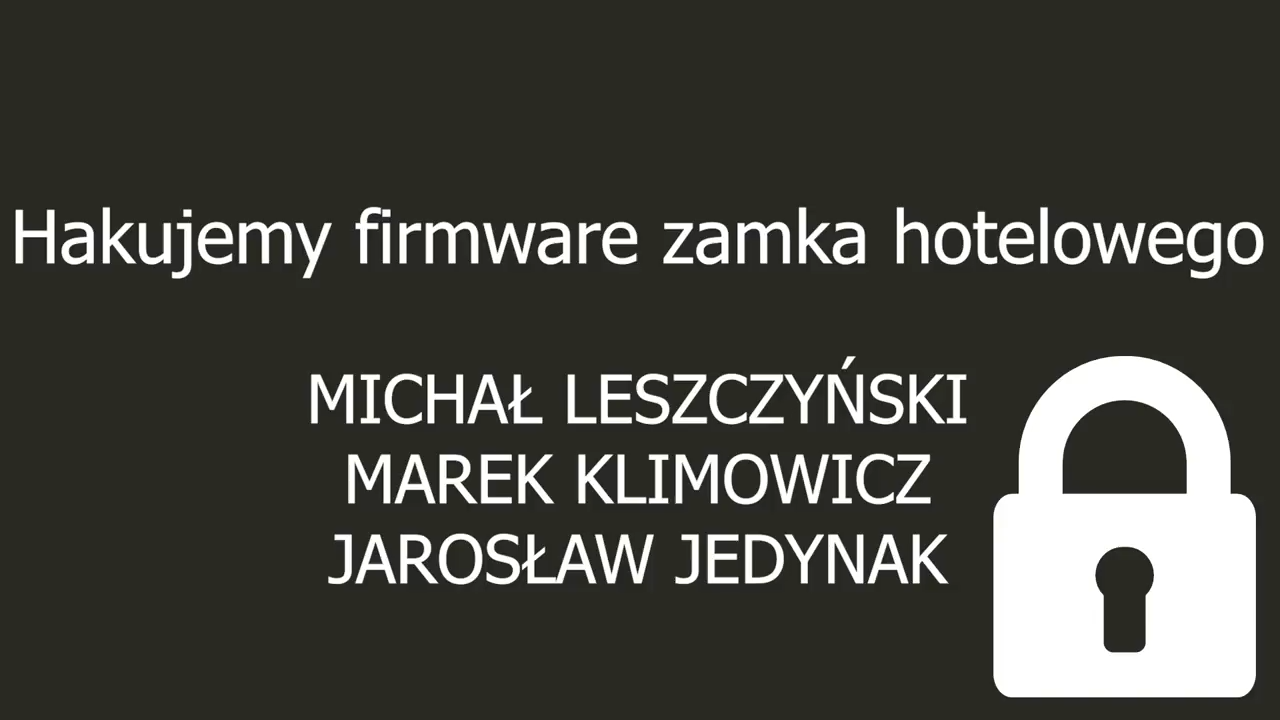 Hakujemy firmware zamka hotelowego
MICHAŁ LESZCZYŃSKI
MAREK KLIMOWICZ
JAROSŁAW JEDYNAK